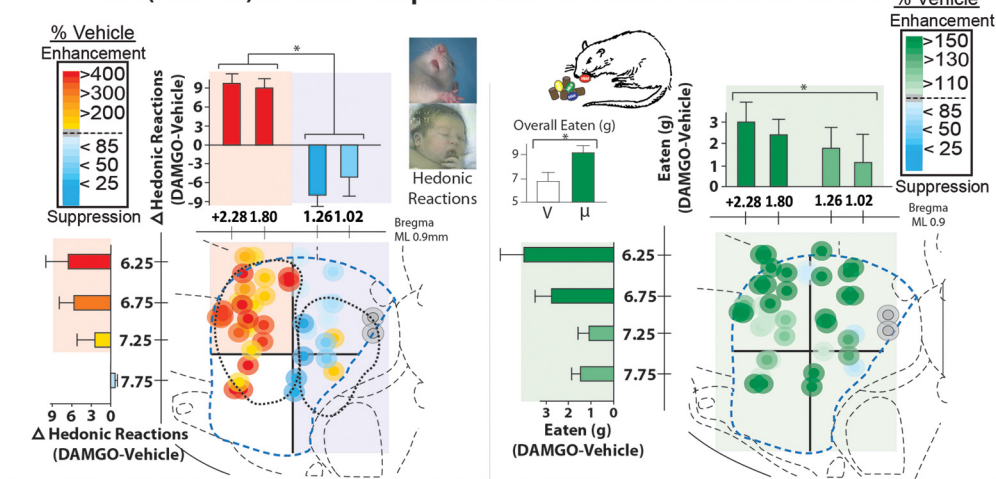 % Vehicle
Enhancement
>400
>300
>200
< 85
< 50
< 25
Suppression
Δ Hedonic Reactions
(DAMGO-Vehicle)
9
6
3
0
-3
-6
-9
*
+2.28 1.80 1.26 1.02
Hedonic
Reactions
Bregma
ML 0.9mm
6.25
6.75
7.25
7.75
9 6 3 0
Δ Hedonic Reactions
(DAMGO-Vehicle)
Overall Eaten (g)
*
9
7
5
V μ
Eaten (g)
(DAMGO-Vehicle)
3
2
1
0
*
+2.28 1.80 1.26 1.02
% Vehicle
Enhancement
>150
>130
>110
< 85
< 50
< 25
Suppression
Bregma
ML 0.9
6.25
6.75
7.25
7.75
3 2 1 0
Eaten (g)
(DAMGO-Vehicle)